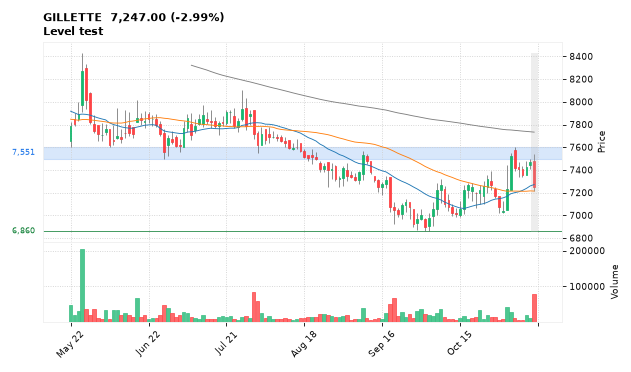 GILLETTE 7,247.00 (-2.99%)
Level test
8400
8200
8000
7800
7600
7400
7200
7000
6800
Price
7,551
6,860
200000
100000
0
Volume
May 22
Jun 22
Jul 21
Aug 18
Sep 16
Oct 15